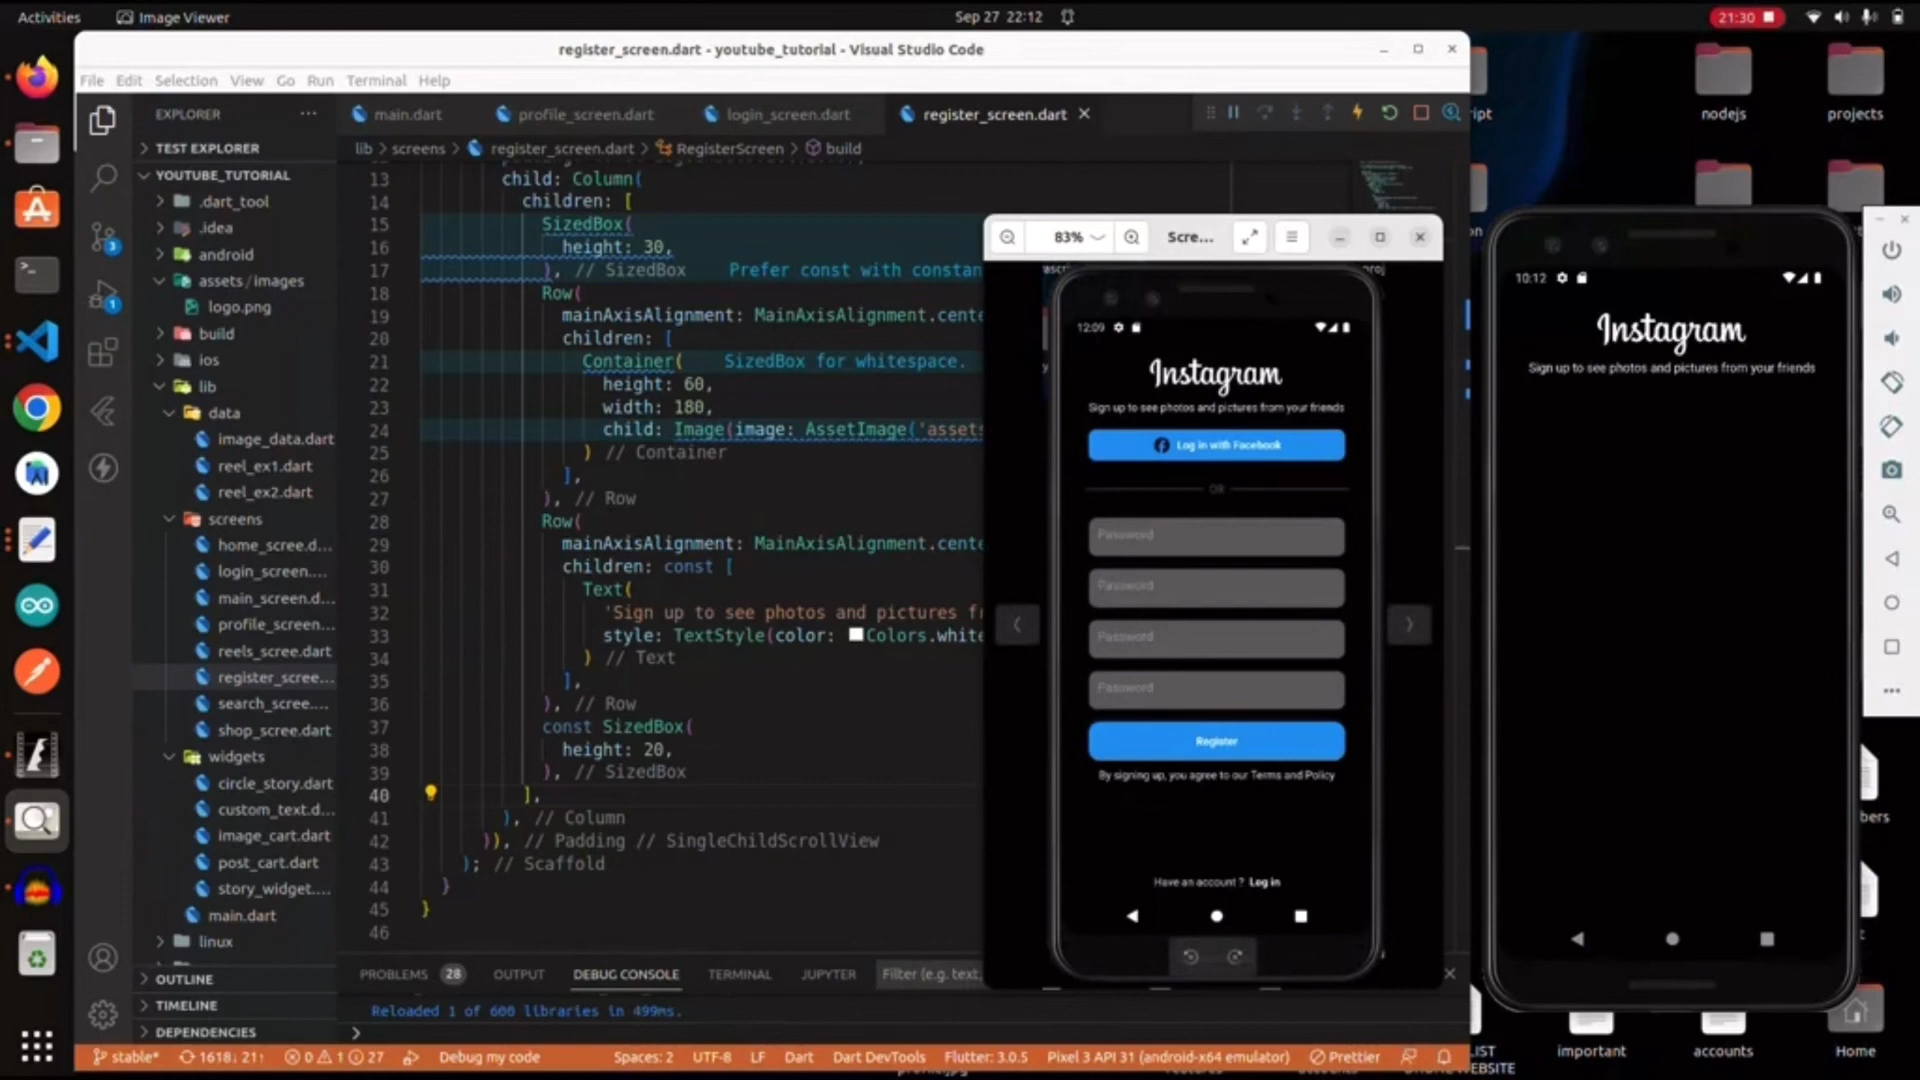 Activities
Image Viewer
Sep 27 22:12
21:30
register_screen.dart - youtube_tutorial - Visual Studio Code
File Edit Selection View Go Run Terminal Help
EXPLORER
TEST EXPLORER
YOUTUBE_TUTORIAL
.dart_tool
.idea
android
assets / images
logo.png
build
ios
lib
data
image_data.dart
reel_ex1.dart
reel_ex2.dart
screens
home_scree.d...
login_screen....
main_screen.d...
profile_screen...
reels_scree.dart
register_scree...
search_scree....
shop_scree.dart
widgets
circle_story.dart
custom_text.d...
image_cart.dart
post_cart.dart
story_widget....
main.dart
linux
OUTLINE
TIMELINE
DEPENDENCIES
main.dart
profile_screen.dart
login_screen.dart
register_screen.dart
lib > screens > register_screen.dart > RegisterScreen > build
13 child: Column(
14 children: [
15 SizedBox(
16 height: 30,
17 ), // SizedBox Prefer const with constan
18 Row(
19 mainAxisAlignment: MainAxisAlignment.cente
20 children: [
21 Container( SizedBox for whitespace.
22 height: 60,
23 width: 180,
24 child: Image(image: AssetImage('assets
25 ) // Container
26 ],
27 ), // Row
28 Row(
29 mainAxisAlignment: MainAxisAlignment.cente
30 children: const [
31 Text(
32 'Sign up to see photos and pictures fr
33 style: TextStyle(color: Colors.white
34 ) // Text
35 ],
36 ), // Row
37 const SizedBox(
38 height: 20,
39 ), // SizedBox
40 ],
41 ), // Column
42 )), // Padding // SingleChildScrollView
43 ); // Scaffold
44 }
45 }
46
PROBLEMS 28 OUTPUT DEBUG CONSOLE TERMINAL JUPYTER Filter (e.g. text,
Reloaded 1 of 600 libraries in 499ms.
stable* 1618↓ 21↑ 0 1 27 Debug my code Spaces: 2 UTF-8 LF Dart Dart DevTools Flutter: 3.0.5 Pixel 3 API 31 (android-x64 emulator) Prettier
83% Scre...
12:09
Instagram
Sign up to see photos and pictures from your friends
Log in with Facebook
OR
Password
Password
Password
Password
Register
By signing up, you agree to our Terms and Policy
Have an account ? Log in
10:12
Instagram
Sign up to see photos and pictures from your friends
nodejs
projects
important
accounts
Home